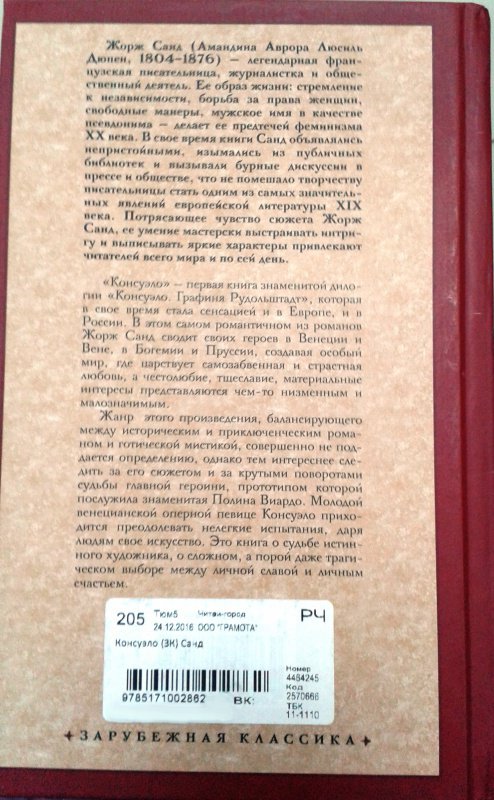 Жорж Санд (Амандина Аврора Люсиль
Дюпен, 1804–1876) — легендарная фран-
цузская писательница, журналистка и обще-
ственный деятель. Ее образ жизни: стремление
к независимости, борьба за права женщин,
свободные манеры, мужское имя в качестве
псевдонима — делает ее предтечей феминизма
XX века. В свое время книги Санд объявлялись
непристойными, изымались из публичных
библиотек и вызывали бурные дискуссии в
прессе и обществе, что не помешало творчеству
писательницы стать одним из самых значитель-
ных явлений европейской литературы XIX
века. Потрясающее чувство сюжета Жорж
Санд, ее умение мастерски выстраивать интри-
гу и выписывать яркие характеры привлекают
читателей всего мира и по сей день.
«Консуэло» — первая книга знаменитой дило-
гии «Консуэло. Графиня Рудольштадт», которая
в свое время стала сенсацией и в Европе, и в
России. В этом самом романтичном из романов
Жорж Санд сводит своих героев в Венеции и
Вене, в Богемии и Пруссии, создавая особый
мир, где царствует самозабвенная и страстная
любовь, а честолюбие, тщеславие, материальные
интересы представляются чем-то низменным и
малозначимым.
Жанр этого произведения, балансирующего
между историческим и приключенческим рома-
ном и готической мистикой, совершенно не под-
дается определению, однако тем интереснее сле-
дить за его сюжетом и за крутыми поворотами
судьбы главной героини, прототипом которой
послужила знаменитая Полина Виардо. Молодой
венецианской оперной певице Консуэло прихо-
дится преодолевать нелегкие испытания, даря
людям свое искусство. Это книга о судьбе истин-
ного художника, о сложном, а порой даже траги-
ческом выборе между личной славой и личным
счастьем.
205 Тюм5 Читай-город РЧ
24.12.2016 ООО "ГРАМОТА"
Консуэло (ЗК) Санд
Номер
4464245
Код
2570666
ТБК
11-1110
9785171002862 ВК:
ЗАРУБЕЖНАЯ КЛАССИКА